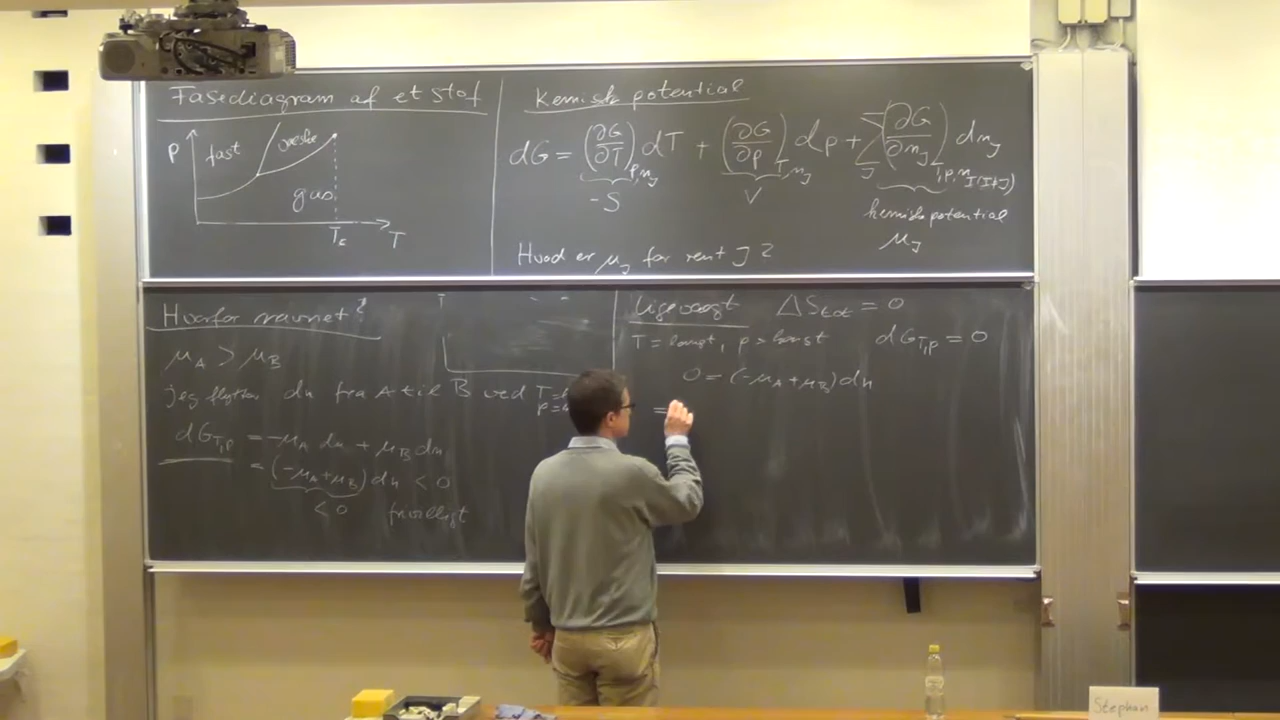 Fasediagram af et stof
P
fast
væske
gas
T_c
T
Kemisk potential
dG = (∂G/∂T)_{p,n_J} dT + (∂G/∂p)_{T,n_J} dp + Σ_J (∂G/∂n_J)_{T,p,n_I (I≠J)} dn_J
-S
V
kemisk potential
μ_J
Hvad er μ_J for rent J?
Hvorfor navnet?
μ_A > μ_B
jeg flytter dn fra A til B ved T=
p=
dG_{T,p} = -μ_A dn + μ_B dn
= (-μ_A + μ_B) dn < 0
< 0 frivilligt
Ligevægt ΔS_tot = 0
T = konst, p = konst dG_{T,p} = 0
0 = (-μ_A + μ_B) dn
=
Stephan